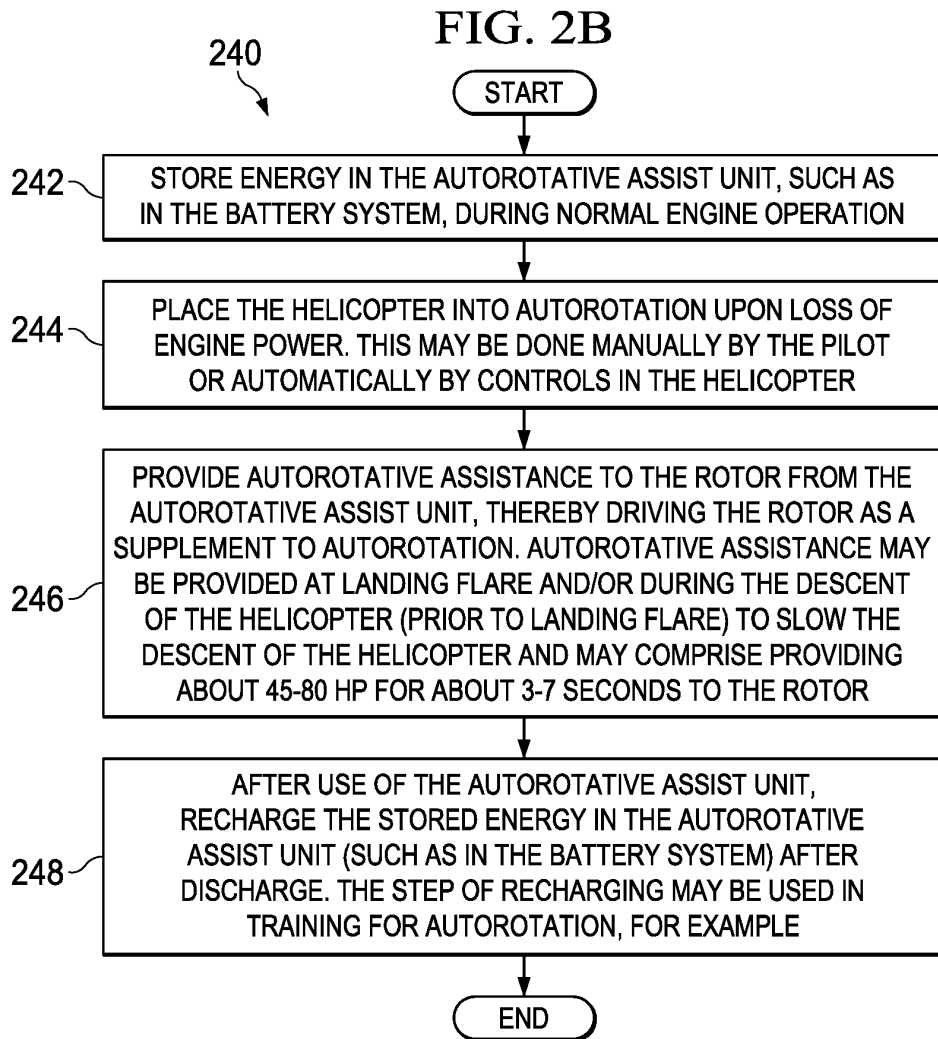 FIG. 2B
240
START
242
STORE ENERGY IN THE AUTOROTATIVE ASSIST UNIT, SUCH AS
IN THE BATTERY SYSTEM, DURING NORMAL ENGINE OPERATION
244
PLACE THE HELICOPTER INTO AUTOROTATION UPON LOSS OF
ENGINE POWER. THIS MAY BE DONE MANUALLY BY THE PILOT
OR AUTOMATICALLY BY CONTROLS IN THE HELICOPTER
246
PROVIDE AUTOROTATIVE ASSISTANCE TO THE ROTOR FROM THE
AUTOROTATIVE ASSIST UNIT, THEREBY DRIVING THE ROTOR AS A
SUPPLEMENT TO AUTOROTATION. AUTOROTATIVE ASSISTANCE MAY
BE PROVIDED AT LANDING FLARE AND/OR DURING THE DESCENT
OF THE HELICOPTER (PRIOR TO LANDING FLARE) TO SLOW THE
DESCENT OF THE HELICOPTER AND MAY COMPRISE PROVIDING
ABOUT 45-80 HP FOR ABOUT 3-7 SECONDS TO THE ROTOR
248
AFTER USE OF THE AUTOROTATIVE ASSIST UNIT,
RECHARGE THE STORED ENERGY IN THE AUTOROTATIVE
ASSIST UNIT (SUCH AS IN THE BATTERY SYSTEM) AFTER
DISCHARGE. THE STEP OF RECHARGING MAY BE USED IN
TRAINING FOR AUTOROTATION, FOR EXAMPLE
END